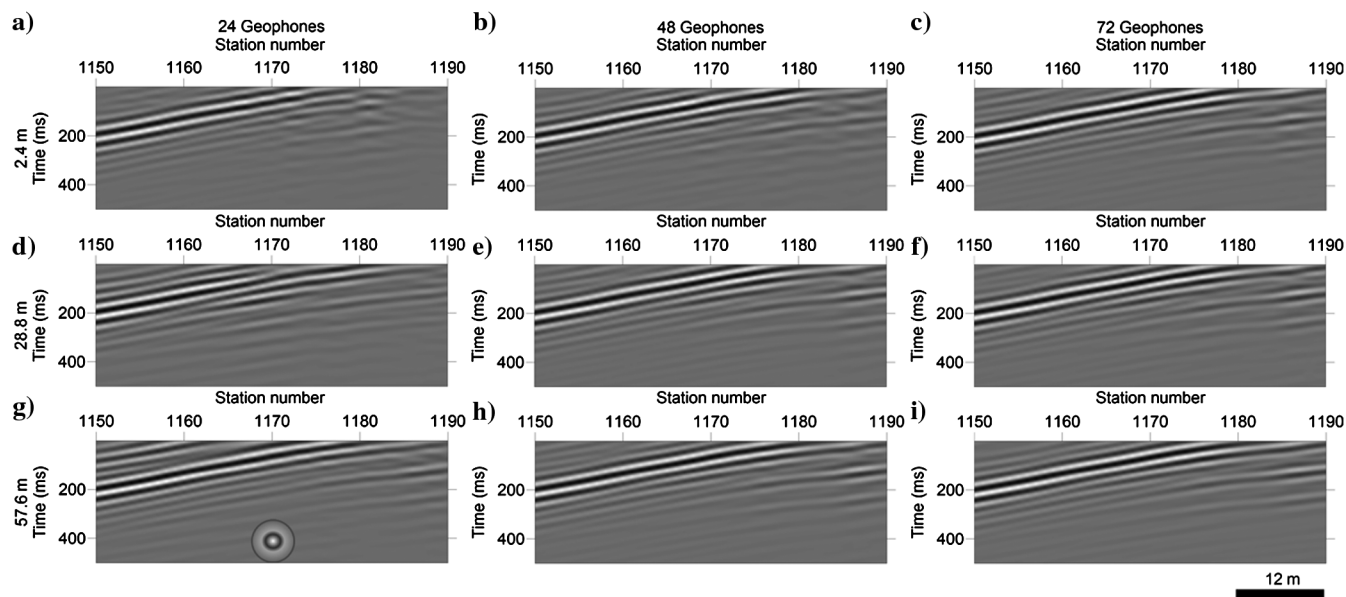 a)
24 Geophones
Station number
1150 1160 1170 1180 1190
200
400
2.4 m
Time (ms)
b)
48 Geophones
Station number
1150 1160 1170 1180 1190
200
400
c)
72 Geophones
Station number
1150 1160 1170 1180 1190
200
400
d)
Station number
1150 1160 1170 1180 1190
200
400
28.8 m
Time (ms)
e)
Station number
1150 1160 1170 1180 1190
200
400
Time (ms)
f)
Station number
1150 1160 1170 1180 1190
200
400
Time (ms)
g)
Station number
1150 1160 1170 1180 1190
200
400
57.6 m
Time (ms)
h)
Station number
1150 1160 1170 1180 1190
200
400
Time (ms)
i)
Station number
1150 1160 1170 1180 1190
200
400
Time (ms)
12 m